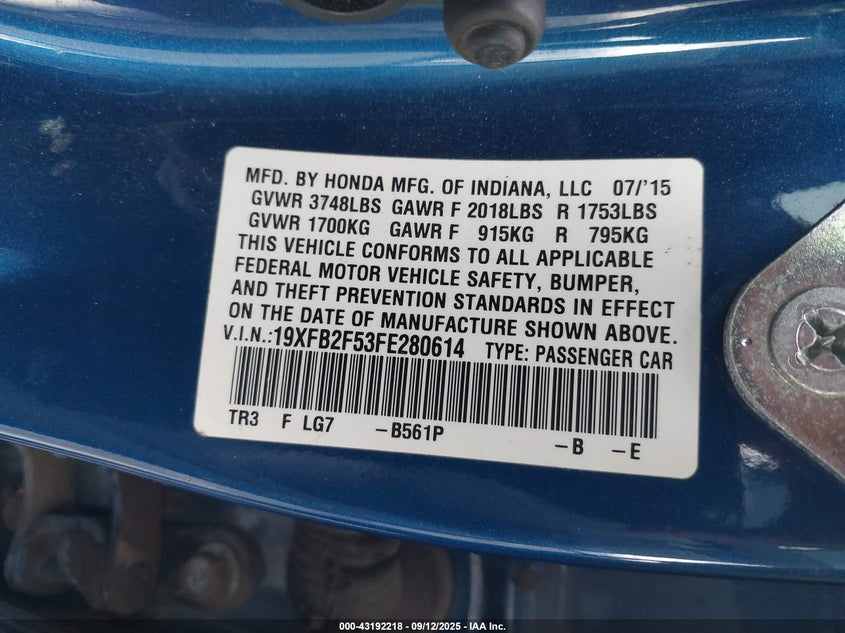 MFD. BY HONDA MFG. OF INDIANA, LLC 07/'15
GVWR 3748LBS GAWR F 2018LBS R 1753LBS
GVWR 1700KG GAWR F 915KG R 795KG
THIS VEHICLE CONFORMS TO ALL APPLICABLE
FEDERAL MOTOR VEHICLE SAFETY, BUMPER,
AND THEFT PREVENTION STANDARDS IN EFFECT
ON THE DATE OF MANUFACTURE SHOWN ABOVE.
V.I.N.:19XFB2F53FE280614 TYPE: PASSENGER CAR
TR3 F LG7 –B561P –B –E
000-43192218 - 09/12/2025 - IAA Inc.